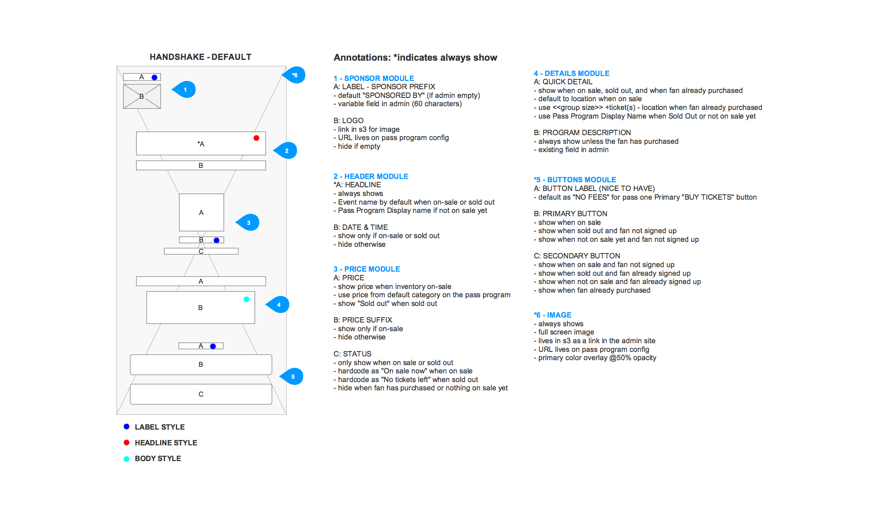 HANDSHAKE - DEFAULT
*6
A
1
B
*A
2
B
A
3
B
C
A
B
4
A
B
5
C
LABEL STYLE
HEADLINE STYLE
BODY STYLE
Annotations: *indicates always show
1 - SPONSOR MODULE
A: LABEL - SPONSOR PREFIX
- default "SPONSORED BY" (if admin empty)
- variable field in admin (60 characters)
B: LOGO
- link in s3 for image
- URL lives on pass program config
- hide if empty
2 - HEADER MODULE
*A: HEADLINE
- always shows
- Event name by default when on-sale or sold out
- Pass Program Display name if not on sale yet
B: DATE & TIME
- show only if on-sale or sold out
- hide otherwise
3 - PRICE MODULE
A: PRICE
- show price when inventory on-sale
- use price from default category on the pass program
- show "Sold out" when sold out
B: PRICE SUFFIX
- show only if on-sale
- hide otherwise
C: STATUS
- only show when on sale or sold out
- hardcode as "On sale now" when on sale
- hardcode as "No tickets left" when sold out
- hide when fan has purchased or nothing on sale yet
4 - DETAILS MODULE
A: QUICK DETAIL
- show when on sale, sold out, and when fan already purchased
- default to location when on sale
- use <<group size>> +ticket(s) - location when fan already purchased
- use Pass Program Display Name when Sold Out or not on sale yet
B: PROGRAM DESCRIPTION
- always show unless the fan has purchased
- existing field in admin
*5 - BUTTONS MODULE
A: BUTTON LABEL (NICE TO HAVE)
- default as "NO FEES" for pass one Primary "BUY TICKETS" button
B: PRIMARY BUTTON
- show when on sale
- show when sold out and fan not signed up
- show when not on sale yet and fan not signed up
C: SECONDARY BUTTON
- show when on sale and fan not signed up
- show when sold out and fan already signed up
- show when not on sale and fan already signed up
- show when fan already purchased
*6 - IMAGE
- always shows
- full screen image
- lives in s3 as a link in the admin site
- URL lives on pass program config
- primary color overlay @50% opacity